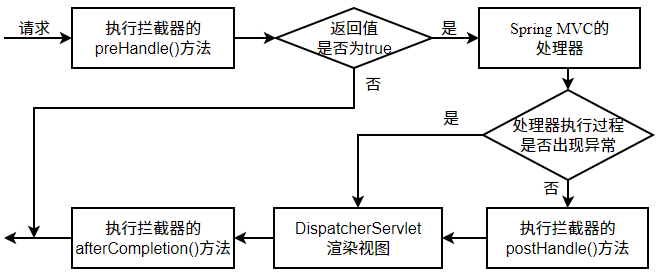 请求
执行拦截器的
preHandle()方法
返回值
是否为true
是
Spring MVC的
处理器
否
处理器执行过程
是否出现异常
是
否
执行拦截器的
afterCompletion()方法
DispatcherServlet
渲染视图
执行拦截器的
postHandle()方法